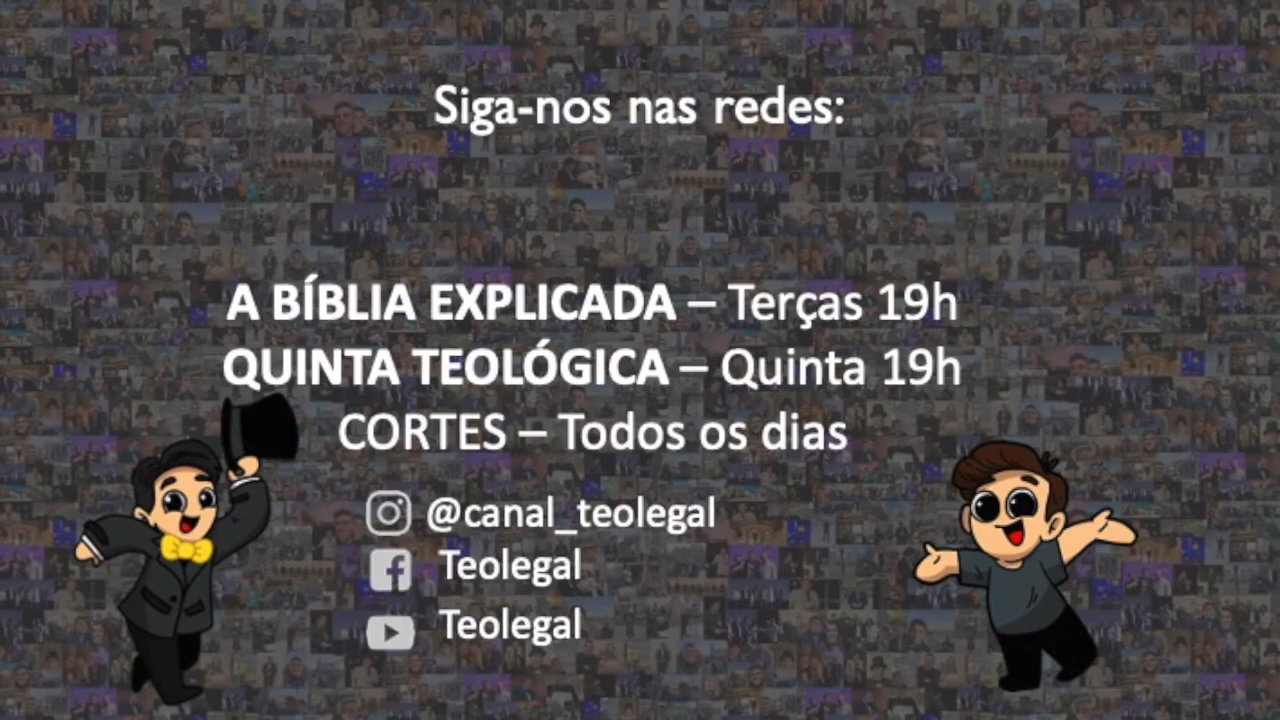 Siga-nos nas redes:
A BÍBLIA EXPLICADA – Terças 19h
QUINTA TEOLÓGICA – Quinta 19h
CORTES – Todos os dias
@canal_teolegal
Teolegal
Teolegal